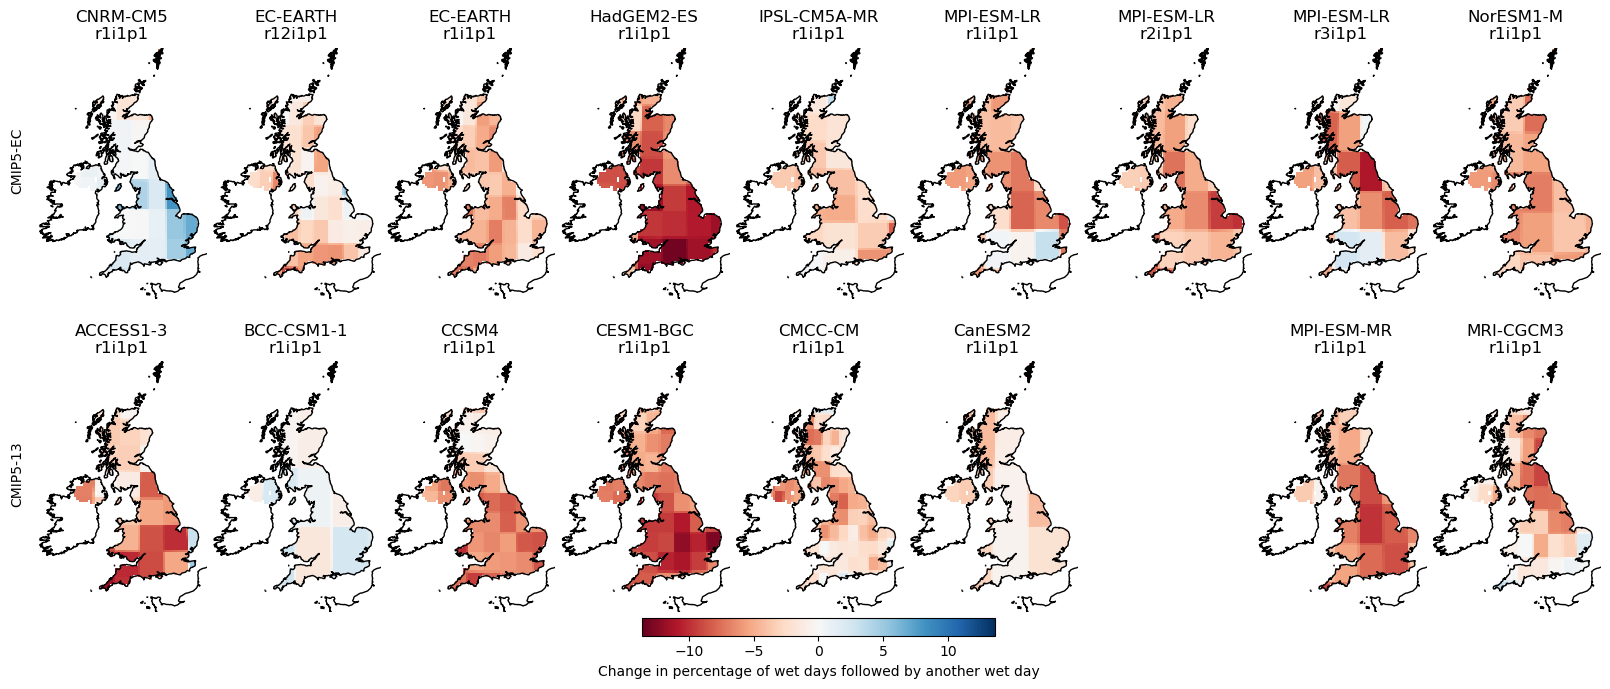 CNRM-CM5
r1i1p1
EC-EARTH
r12i1p1
EC-EARTH
r1i1p1
HadGEM2-ES
r1i1p1
IPSL-CM5A-MR
r1i1p1
MPI-ESM-LR
r1i1p1
MPI-ESM-LR
r2i1p1
MPI-ESM-LR
r3i1p1
NorESM1-M
r1i1p1
CMIP5-EC
ACCESS1-3
r1i1p1
BCC-CSM1-1
r1i1p1
CCSM4
r1i1p1
CESM1-BGC
r1i1p1
CMCC-CM
r1i1p1
CanESM2
r1i1p1
MPI-ESM-MR
r1i1p1
MRI-CGCM3
r1i1p1
CMIP5-13
−10 −5 0 5 10
Change in percentage of wet days followed by another wet day